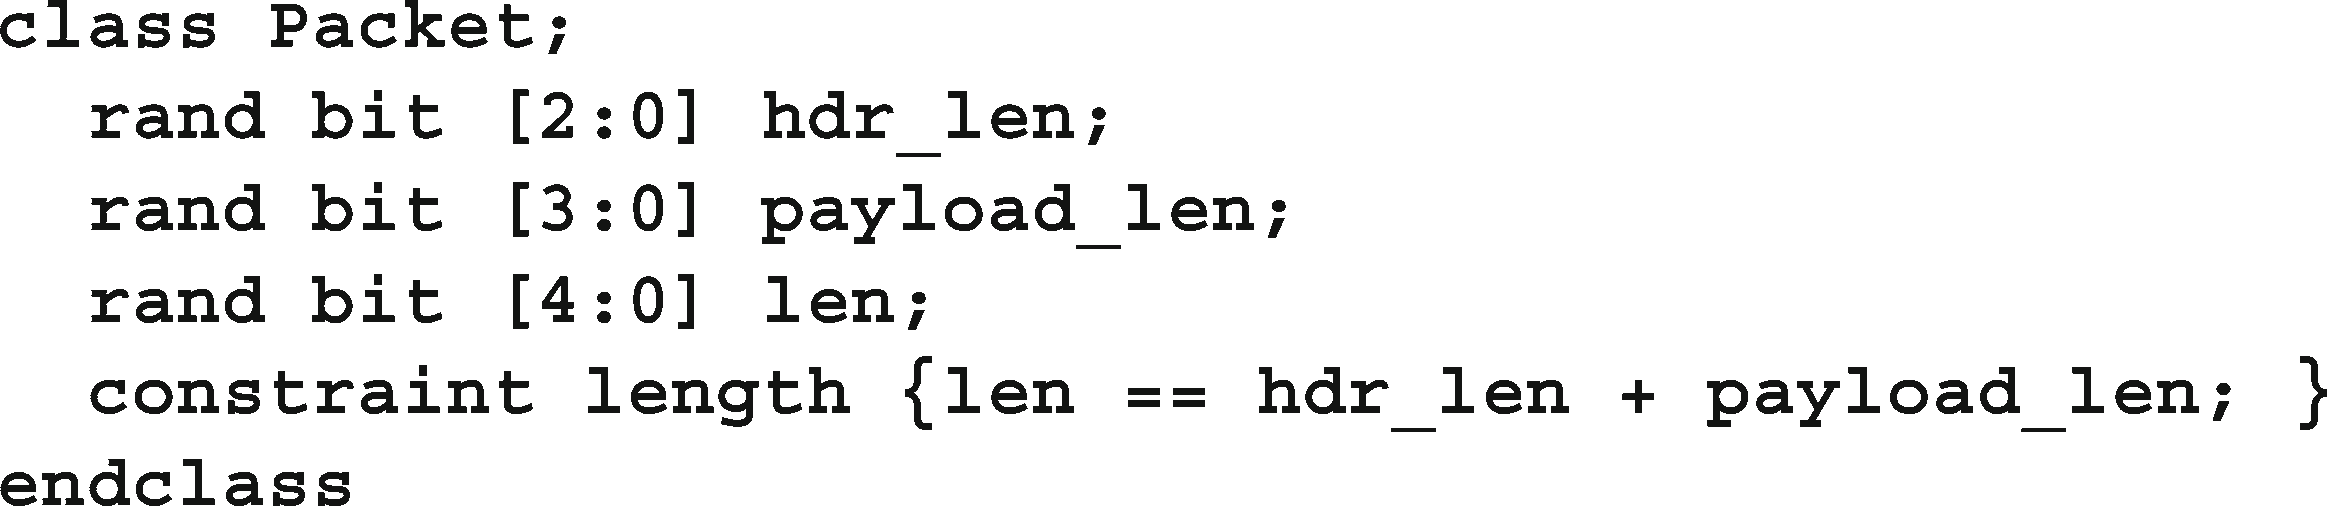 class Packet;
  rand bit [2:0] hdr_len;
  rand bit [3:0] payload_len;
  rand bit [4:0] len;
  constraint length {len == hdr_len + payload_len; }
endclass